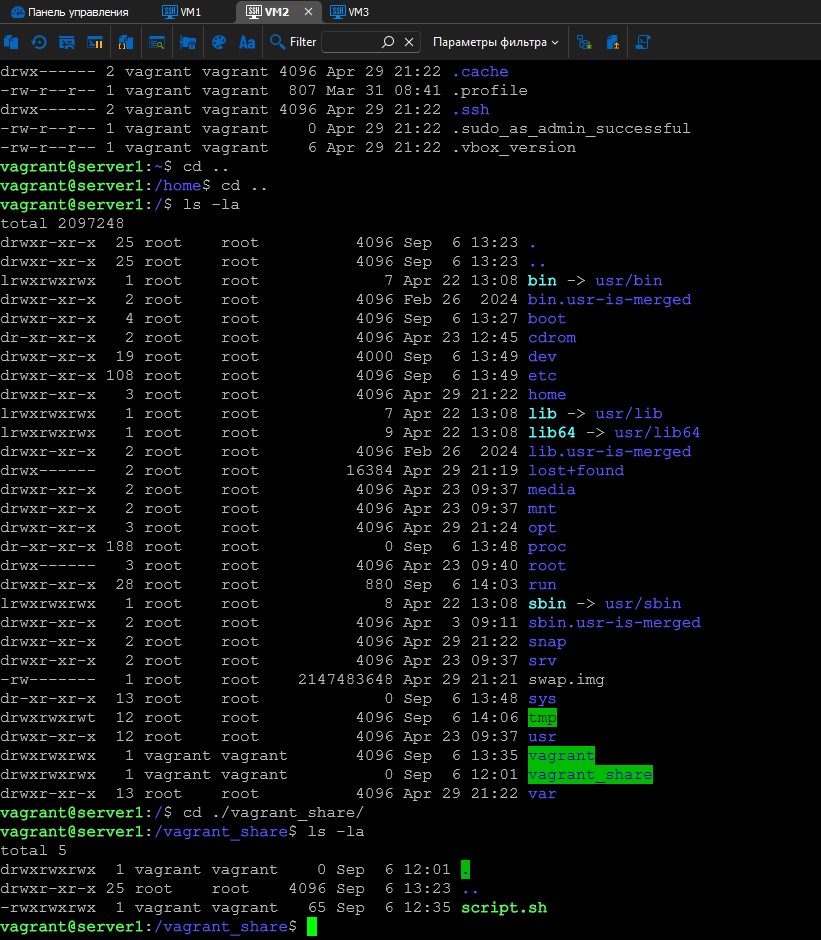 Панель управления VM1 VM2 VM3
Filter Параметры фильтра
drwx------ 2 vagrant vagrant 4096 Apr 29 21:22 .cache
-rw-r--r-- 1 vagrant vagrant  807 Mar 31 08:41 .profile
drwx------ 2 vagrant vagrant 4096 Apr 29 21:22 .ssh
-rw-r--r-- 1 vagrant vagrant    0 Apr 29 21:22 .sudo_as_admin_successful
-rw-r--r-- 1 vagrant vagrant    6 Apr 29 21:22 .vbox_version
vagrant@server1:~$ cd ..
vagrant@server1:/home$ cd ..
vagrant@server1:/$ ls -la
total 2097248
drwxr-xr-x  25 root    root          4096 Sep  6 13:23 .
drwxr-xr-x  25 root    root          4096 Sep  6 13:23 ..
lrwxrwxrwx   1 root    root             7 Apr 22 13:08 bin -> usr/bin
drwxr-xr-x   2 root    root          4096 Feb 26  2024 bin.usr-is-merged
drwxr-xr-x   4 root    root          4096 Sep  6 13:27 boot
dr-xr-xr-x   2 root    root          4096 Apr 23 12:45 cdrom
drwxr-xr-x  19 root    root          4000 Sep  6 13:49 dev
drwxr-xr-x 108 root    root          4096 Sep  6 13:49 etc
drwxr-xr-x   3 root    root          4096 Apr 29 21:22 home
lrwxrwxrwx   1 root    root             7 Apr 22 13:08 lib -> usr/lib
lrwxrwxrwx   1 root    root             9 Apr 22 13:08 lib64 -> usr/lib64
drwxr-xr-x   2 root    root          4096 Feb 26  2024 lib.usr-is-merged
drwx------   2 root    root         16384 Apr 29 21:19 lost+found
drwxr-xr-x   2 root    root          4096 Apr 23 09:37 media
drwxr-xr-x   2 root    root          4096 Apr 23 09:37 mnt
drwxr-xr-x   3 root    root          4096 Apr 29 21:24 opt
dr-xr-xr-x 188 root    root             0 Sep  6 13:48 proc
drwx------   3 root    root          4096 Apr 23 09:40 root
drwxr-xr-x  28 root    root           880 Sep  6 14:03 run
lrwxrwxrwx   1 root    root             8 Apr 22 13:08 sbin -> usr/sbin
drwxr-xr-x   2 root    root          4096 Apr  3 09:11 sbin.usr-is-merged
drwxr-xr-x   2 root    root          4096 Apr 29 21:22 snap
drwxr-xr-x   2 root    root          4096 Apr 23 09:37 srv
-rw-------   1 root    root    2147483648 Apr 29 21:21 swap.img
dr-xr-xr-x  13 root    root             0 Sep  6 13:48 sys
drwxrwxrwt  12 root    root          4096 Sep  6 14:06 tmp
drwxr-xr-x  12 root    root          4096 Apr 23 09:37 usr
drwxrwxrwx   1 vagrant vagrant       4096 Sep  6 13:35 vagrant
drwxrwxrwx   1 vagrant vagrant          0 Sep  6 12:01 vagrant_share
drwxr-xr-x  13 root    root          4096 Apr 29 21:22 var
vagrant@server1:/$ cd ./vagrant_share/
vagrant@server1:/vagrant_share$ ls -la
total 5
drwxrwxrwx  1 vagrant vagrant    0 Sep  6 12:01 .
drwxr-xr-x 25 root    root    4096 Sep  6 13:23 ..
-rwxrwxrwx  1 vagrant vagrant   65 Sep  6 12:35 script.sh
vagrant@server1:/vagrant_share$